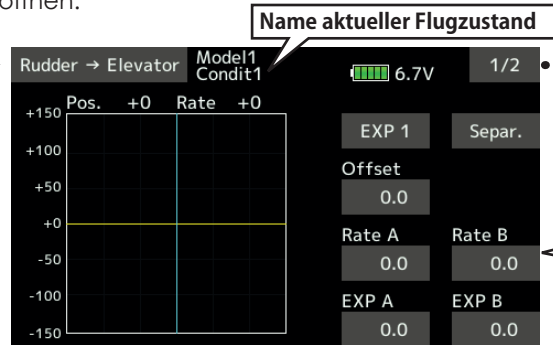 öffnen.
Name aktueller Flugzustand
Rudder → Elevator Model1 Condit1 6.7V 1/2
Pos. +0 Rate +0
+150
+100
+50
+0
-50
-100
-150
EXP 1 Separ.
Offset
0.0
Rate A Rate B
0.0 0.0
EXP A EXP B
0.0 0.0